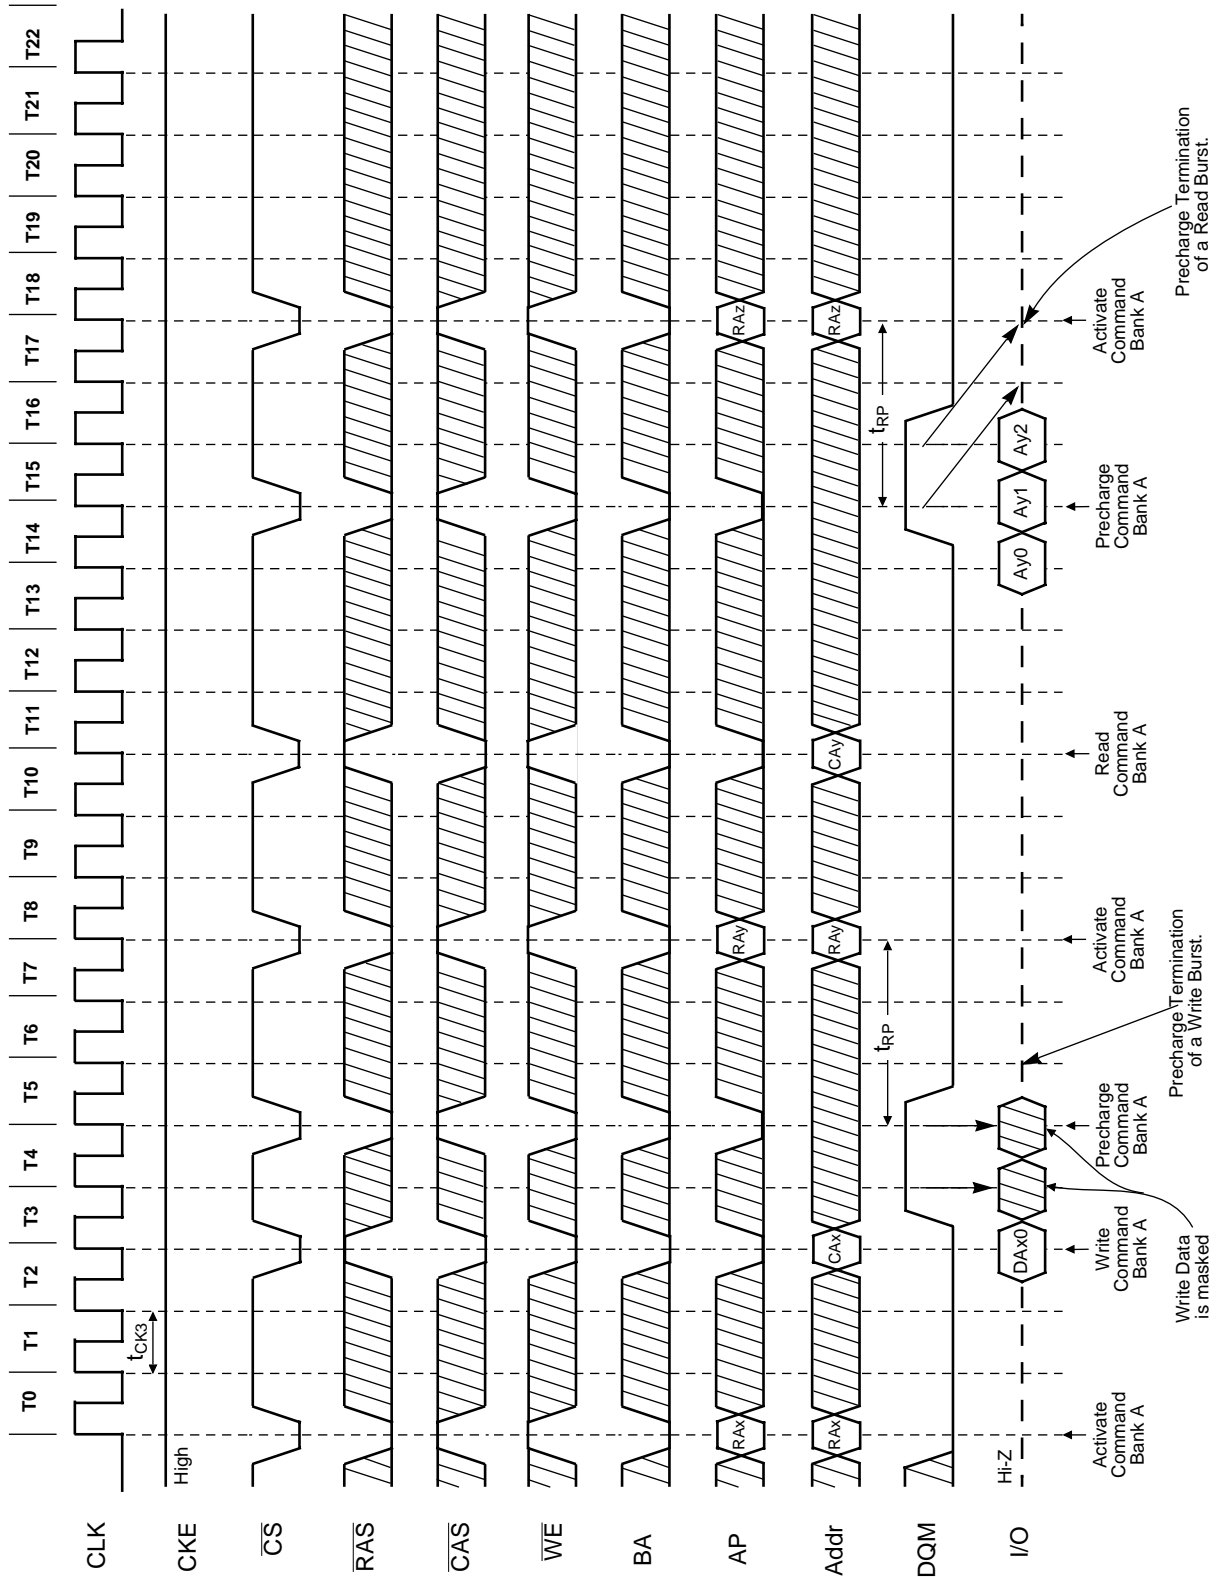 T0 T1 T2 T3 T4 T5 T6 T7 T8 T9 T10 T11 T12 T13 T14 T15 T16 T17 T18 T19 T20 T21 T22
CLK
tCK3
CKE
High
CS
RAS
CAS
WE
BA
AP
RAx
RAy
RAz
Addr
RAx
CAx
RAy
CAy
RAz
tRP
tRP
DQM
I/O
Hi-Z
DAx0
Ay0
Ay1
Ay2
Activate
Command
Bank A
Write
Command
Bank A
Precharge
Command
Bank A
Activate
Command
Bank A
Read
Command
Bank A
Precharge
Command
Bank A
Activate
Command
Bank A
Write Data
is masked
Precharge Termination
of a Write Burst.
Precharge Termination
of a Read Burst.